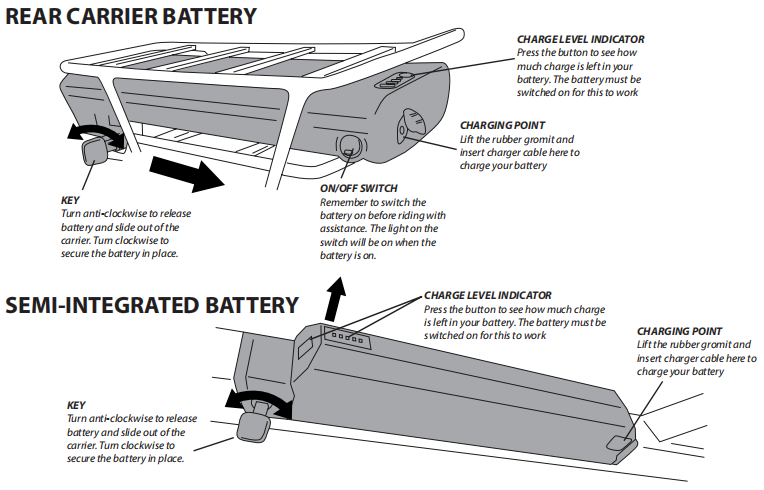 REAR CARRIER BATTERY
CHARGE LEVEL INDICATOR
Press the button to see how
much charge is left in your
battery. The battery must be
switched on for this to work
CHARGING POINT
Lift the rubber gromit and
insert charger cable here to
charge your battery
KEY
Turn anti-clockwise to release
battery and slide out of the
carrier. Turn clockwise to
secure the battery in place.
ON/OFF SWITCH
Remember to switch the
battery on before riding with
assistance. The light on the
switch will be on when the
battery is on.
SEMI-INTEGRATED BATTERY
CHARGE LEVEL INDICATOR
Press the button to see how much charge
is left in your battery. The battery must be
switched on for this to work
CHARGING POINT
Lift the rubber gromit and
insert charger cable here to
charge your battery
KEY
Turn anti-clockwise to release
battery and slide out of the
carrier. Turn clockwise to
secure the battery in place.